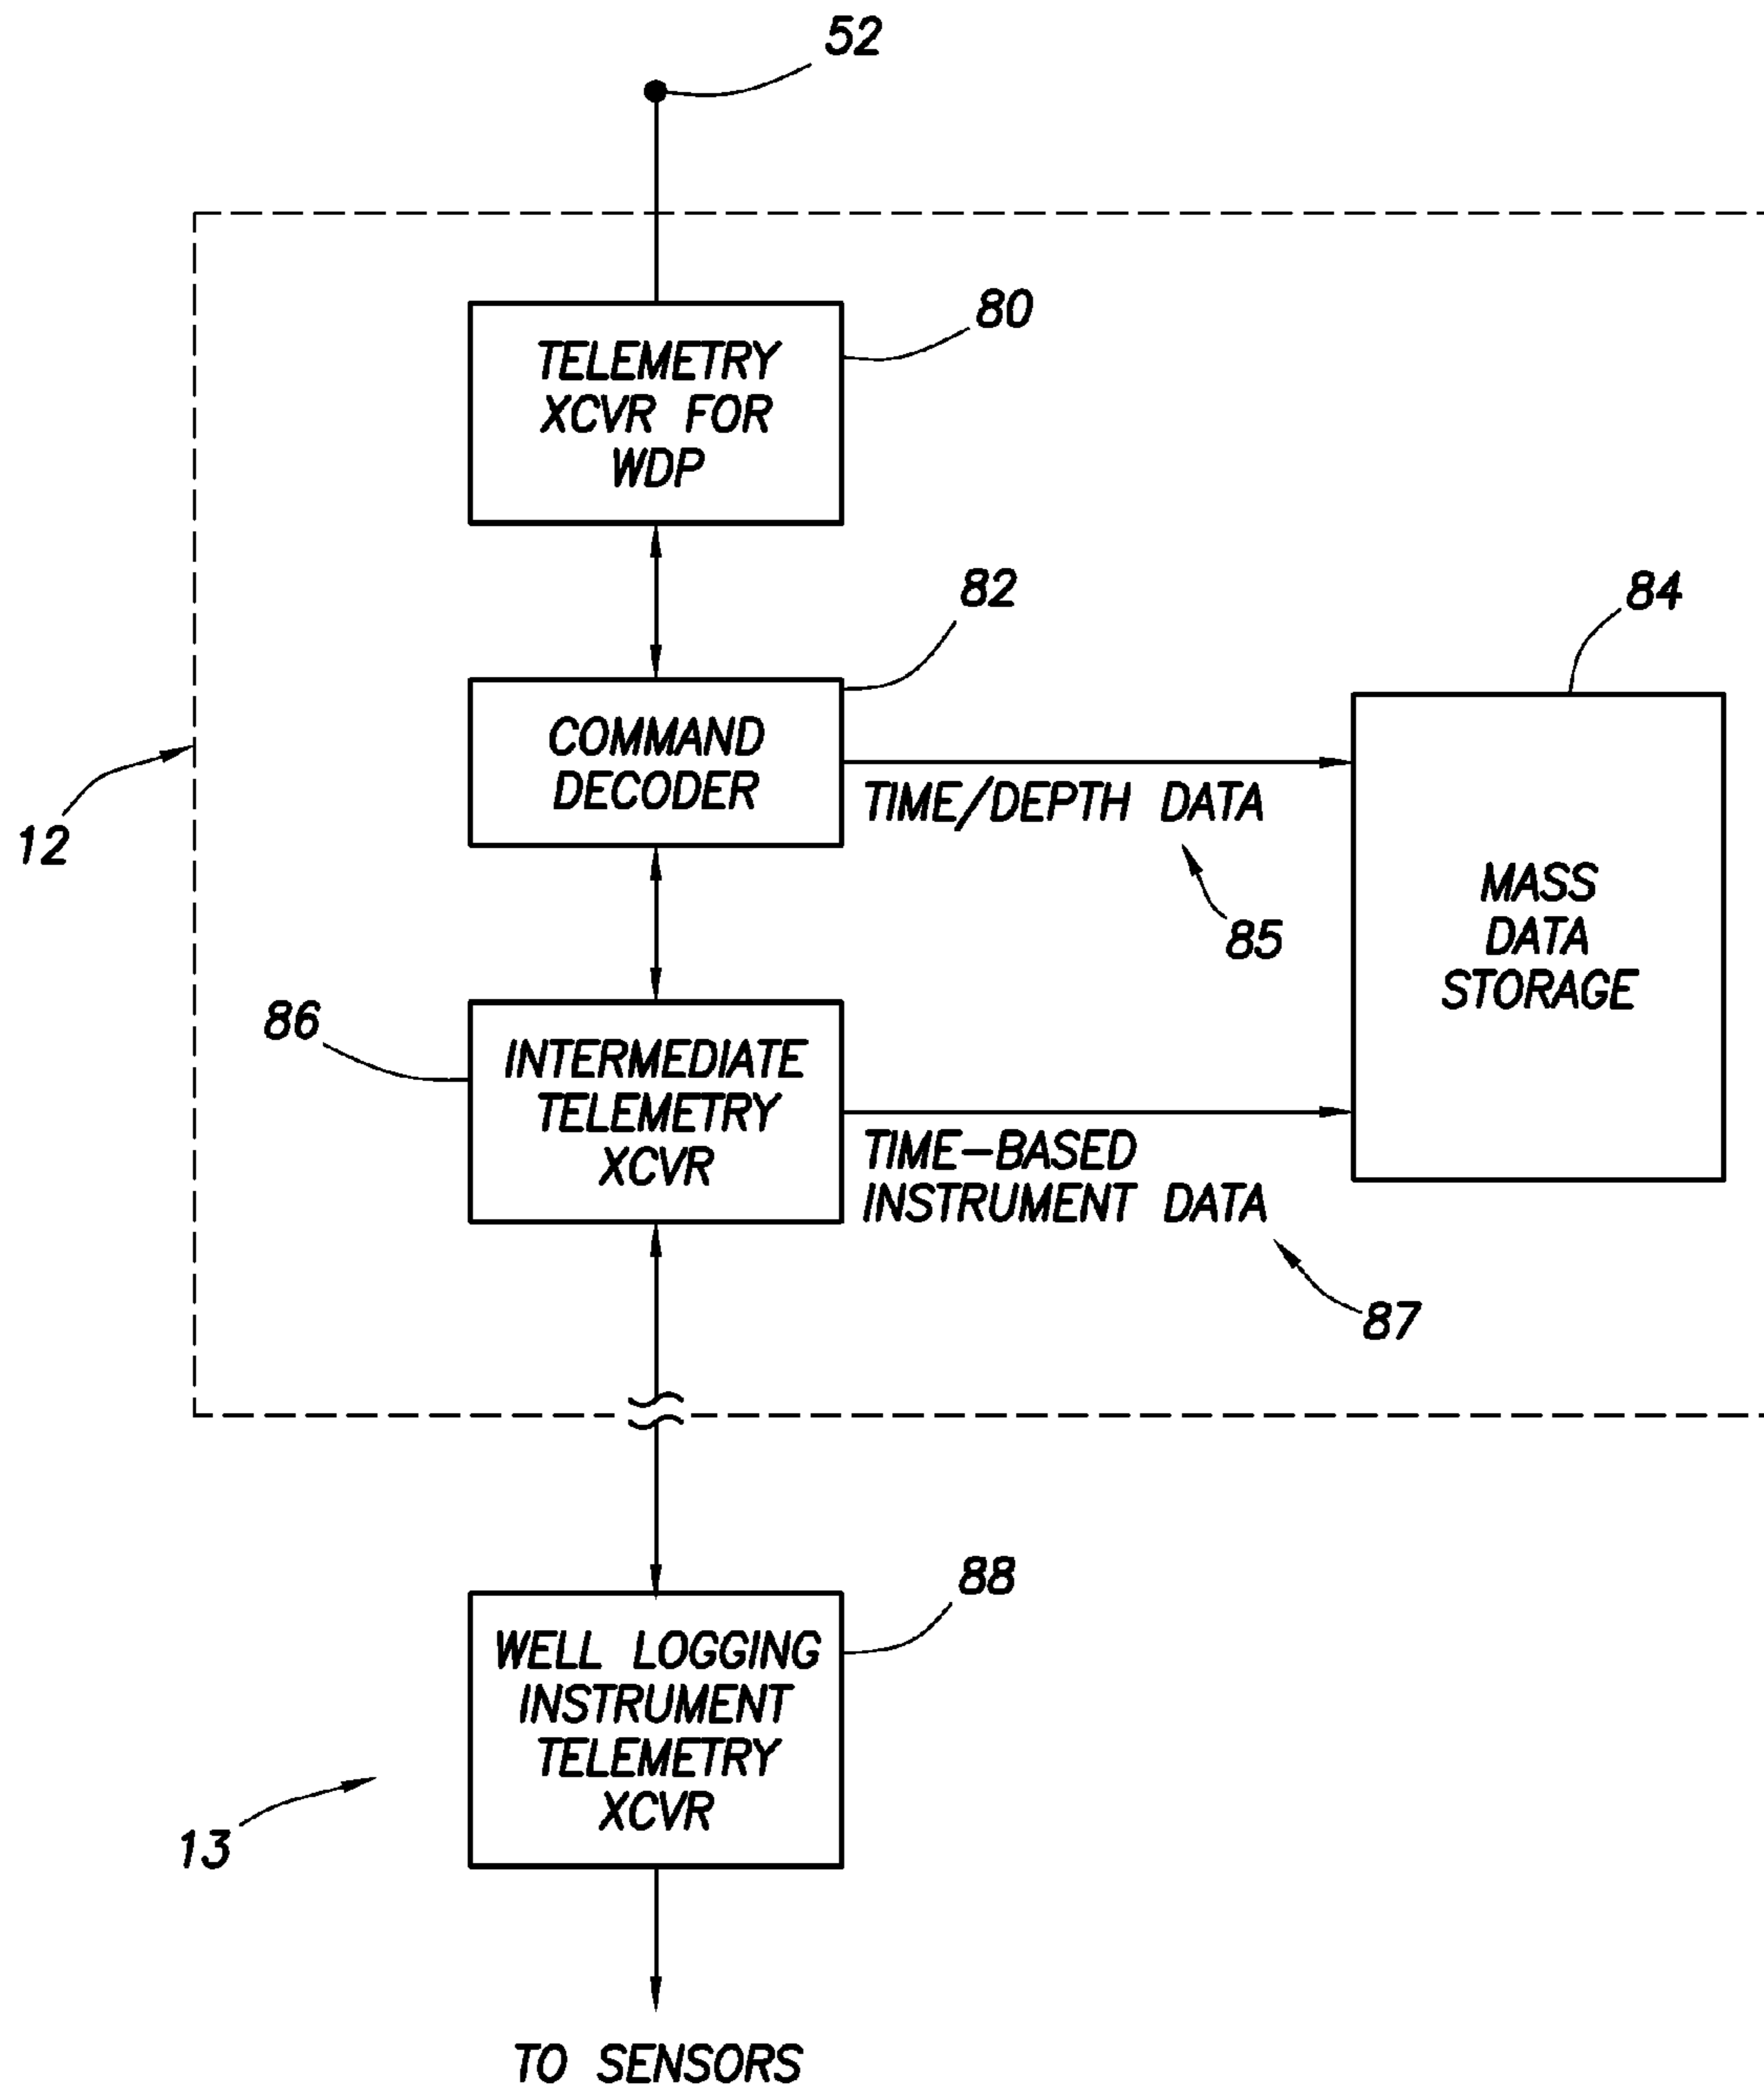 52
80
TELEMETRY
XCVR FOR
WDP
82
84
COMMAND
DECODER
TIME/DEPTH DATA
12
85
MASS
DATA
STORAGE
86
INTERMEDIATE
TELEMETRY
XCVR
TIME-BASED
INSTRUMENT DATA
87
88
WELL LOGGING
INSTRUMENT
TELEMETRY
XCVR
13
TO SENSORS